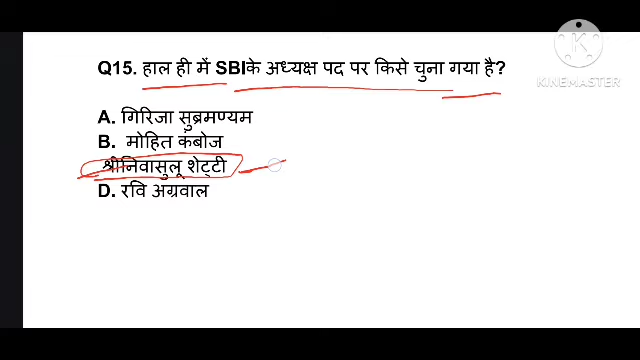 Q15. हाल ही में SBIके अध्यक्ष पद पर किसे चुना गया है?
A. गिरिजा सुब्रमण्यम
B. मोहित कंबोज
श्रीनिवासुलू शेट्टी
D. रवि अग्रवाल
KINEMASTER